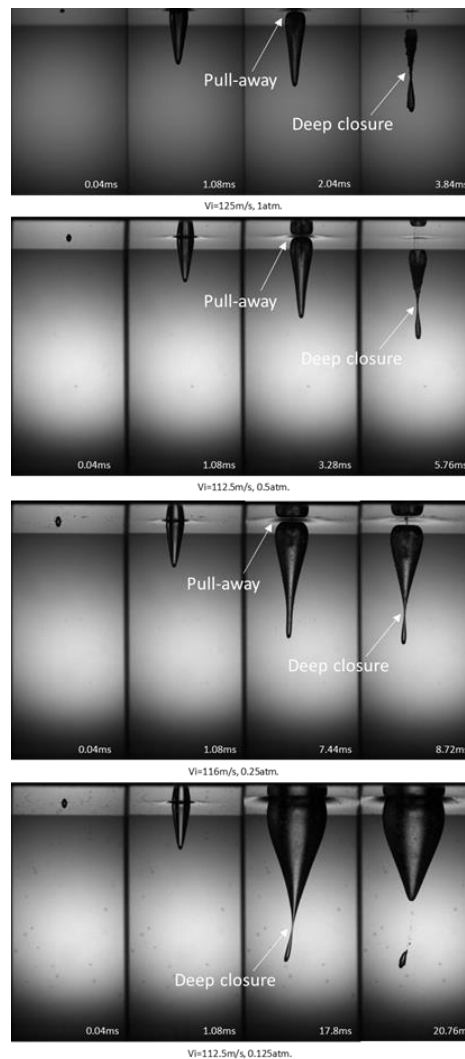 Pull-away
Deep closure
0.04ms
1.08ms
2.04ms
3.84ms
Vi=125m/s, 1atm.
Pull-away
Deep closure
0.04ms
1.08ms
3.28ms
5.76ms
Vi=112.5m/s, 0.5atm.
Pull-away
Deep closure
0.04ms
1.08ms
7.44ms
8.72ms
Vi=116m/s, 0.25atm.
Deep closure
0.04ms
1.08ms
17.8ms
20.76ms
Vi=112.5m/s, 0.125atm.